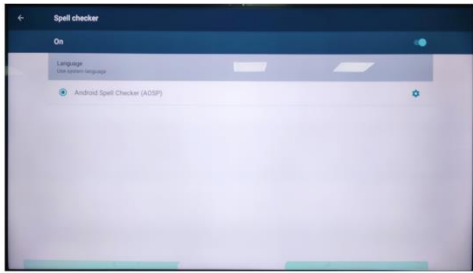 Spell checker
On
Language
Use system language
Android Spell Checker (AOSP)